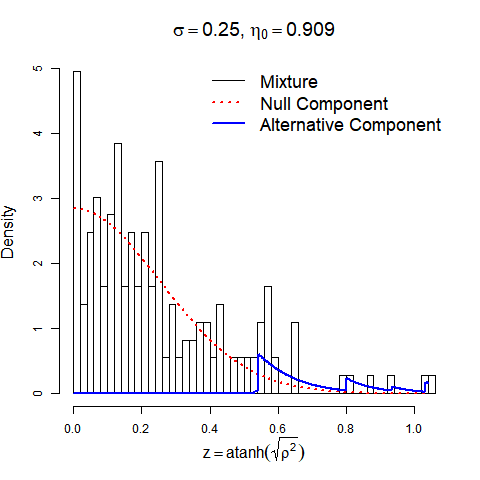 σ = 0.25, η₀ = 0.909
Mixture
Null Component
Alternative Component
Density
5
4
3
2
1
0
0.0 0.2 0.4 0.6 0.8 1.0
z = atanh(√ρ²)